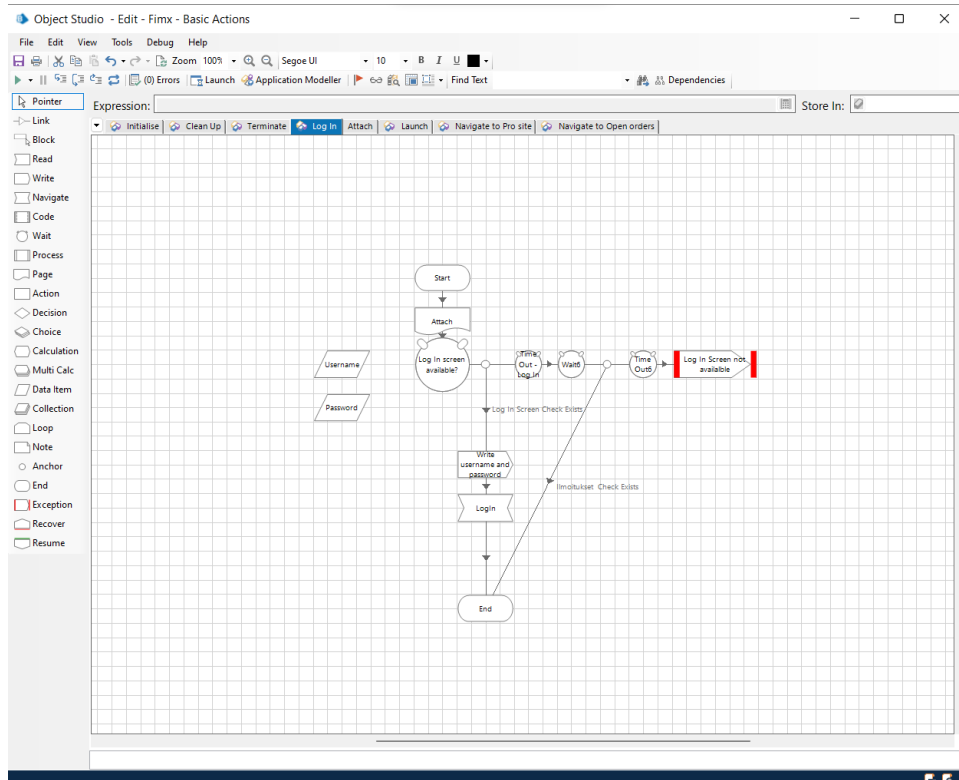 Object Studio - Edit - Fimx - Basic Actions
File Edit View Tools Debug Help
Zoom 100% Segoe UI 10 B I U
(0) Errors Launch Application Modeller Find Text Dependencies
Pointer
Link
Block
Read
Write
Navigate
Code
Wait
Process
Page
Action
Decision
Choice
Calculation
Multi Calc
Data Item
Collection
Loop
Note
Anchor
End
Exception
Recover
Resume
Expression: Store In:
Initialise Clean Up Terminate Log In Attach Launch Navigate to Pro site Navigate to Open orders
Start
Attach
Log In screen
available?
Time
Out -
Log In
Wait6
Time
Out6
Log In Screen not
available
Username
Password
Log In Screen Check Exists
Write
username and
password
Ilmoitukset Check Exists
LogIn
End